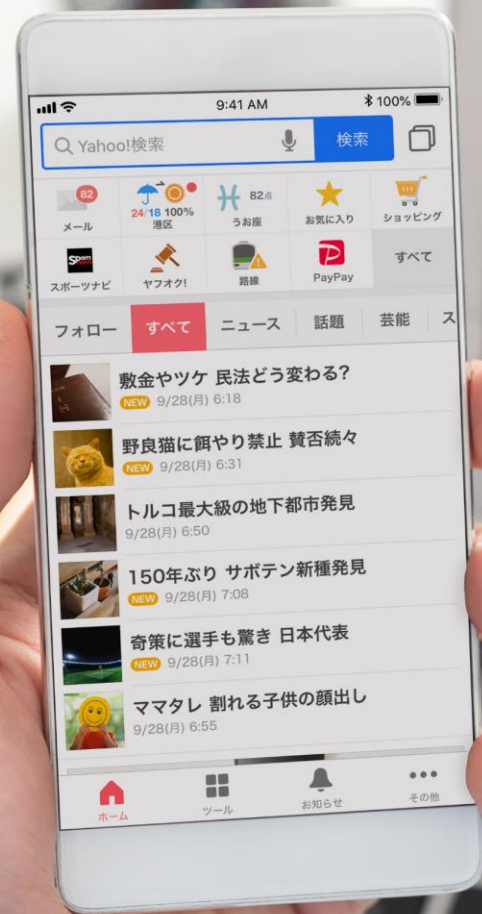 9:41 AM
100%
Yahoo!検索
検索
82
24/18 100%
82点
メール
港区
うお座
お気に入り
ショッピング
スポーツナビ
ヤフオク!
路線
PayPay
すべて
フォロー
すべて
ニュース
話題
芸能
ス
敷金やツケ 民法どう変わる?
NEW 9/28(月) 6:18
野良猫に餌やり禁止 賛否続々
NEW 9/28(月) 6:31
トルコ最大級の地下都市発見
9/28(月) 6:50
150年ぶり サボテン新種発見
NEW 9/28(月) 7:08
奇策に選手も驚き 日本代表
NEW 9/28(月) 7:11
ママタレ 割れる子供の顔出し
9/28(月) 6:55
ホーム
ツール
お知らせ
その他